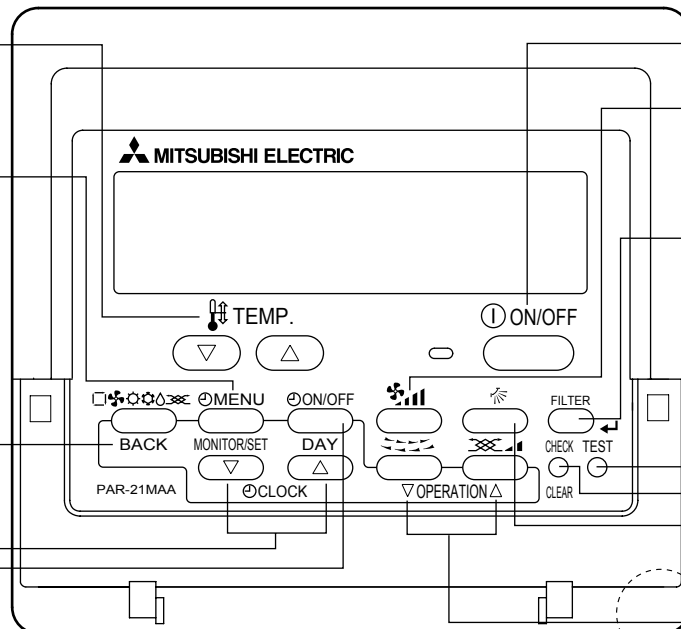 MITSUBISHI ELECTRIC
TEMP.
ON/OFF
MENU
ON/OFF
FILTER
BACK
MONITOR/SET
DAY
CHECK
TEST
PAR-21MAA
CLOCK
OPERATION
CLEAR